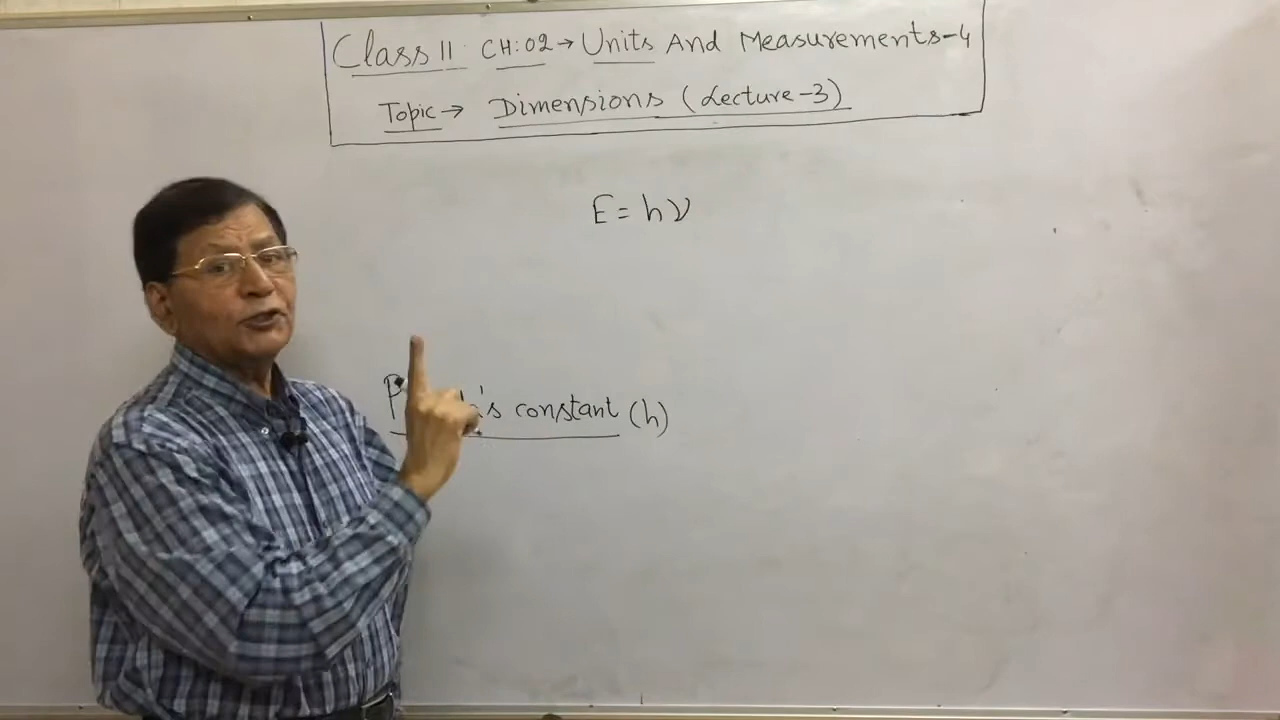 Class 11 CH:02→ Units And Measurements-4
Topic→ Dimensions (Lecture-3)
E = hν
's constant (h)